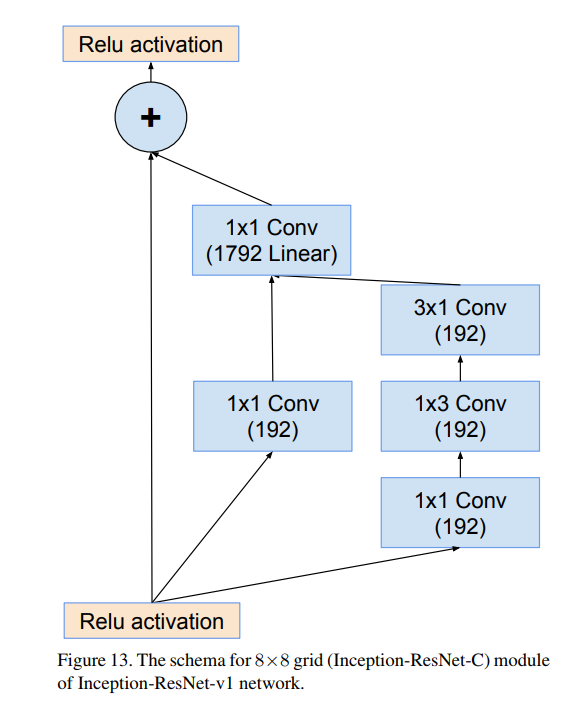 Relu activation
+
1x1 Conv
(1792 Linear)
3x1 Conv
(192)
1x1 Conv
(192)
1x3 Conv
(192)
1x1 Conv
(192)
Relu activation
Figure 13. The schema for 8×8 grid (Inception-ResNet-C) module
of Inception-ResNet-v1 network.